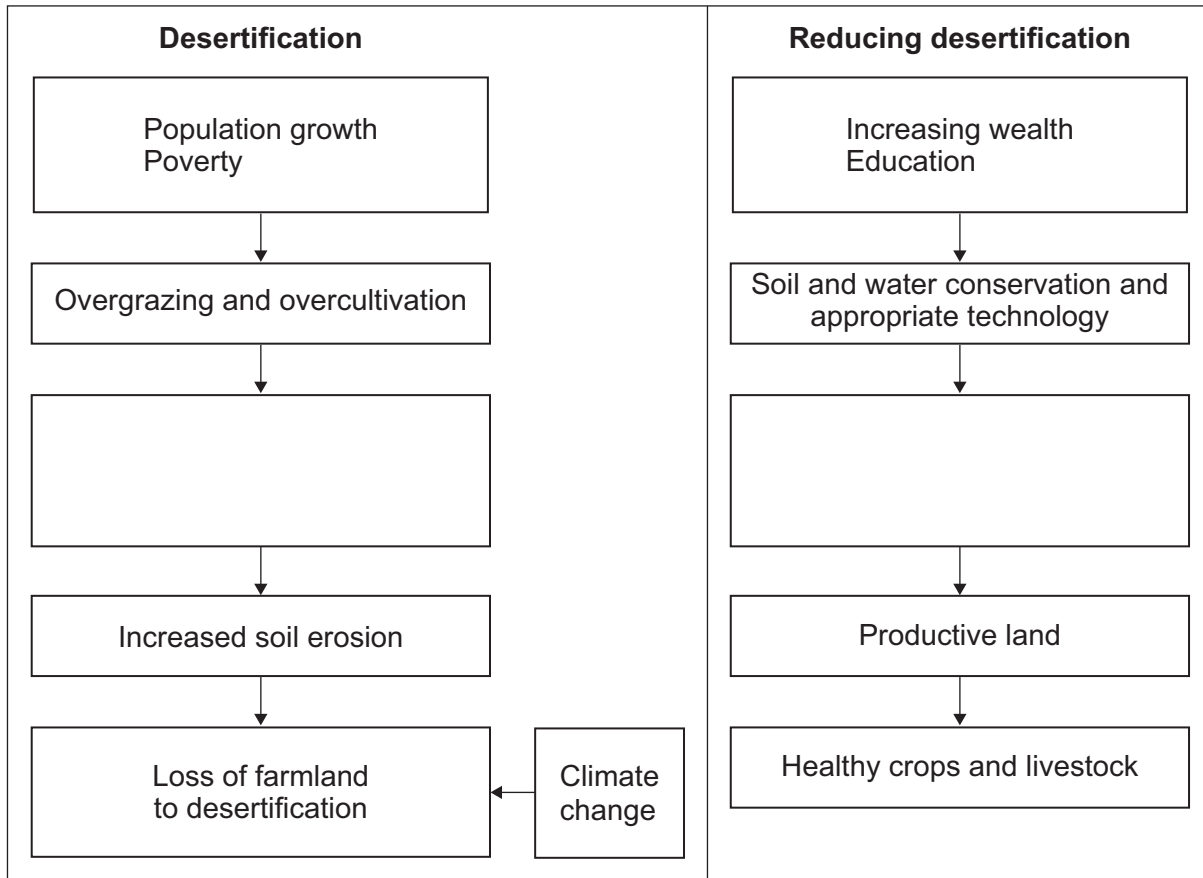 Desertification
Population growth
Poverty
Overgrazing and overcultivation
Increased soil erosion
Loss of farmland
to desertification
Climate
change
Reducing desertification
Increasing wealth
Education
Soil and water conservation and
appropriate technology
Productive land
Healthy crops and livestock